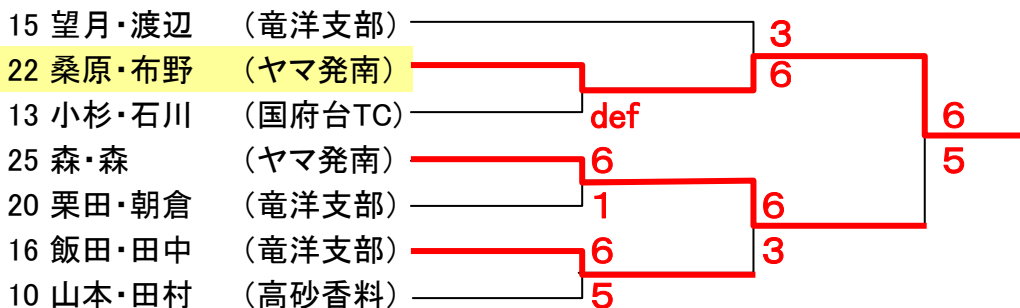 15 望月・渡辺 (竜洋支部)
3
22 桑原・布野 (ヤマ発南)
6
13 小杉・石川 (国府台TC)
def
6
25 森・森 (ヤマ発南)
6
5
20 栗田・朝倉 (竜洋支部)
1
6
16 飯田・田中 (竜洋支部)
6
3
10 山本・田村 (高砂香料)
5